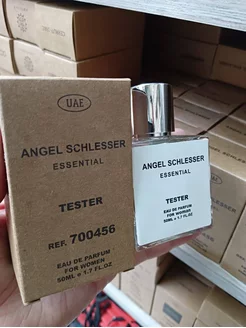 UAE
ANGEL SCHLESSER
ESSENTIAL
TESTER
REF. 700456
EAU DE PARFUM
FOR WOMEN
50ML ℮ 1.7 FL.OZ
ANGEL SCHLESSER
ESSENTIAL
TESTER
EAU DE PARFUM
FOR WOMEN
50ML ℮ 1.7 FL.OZ